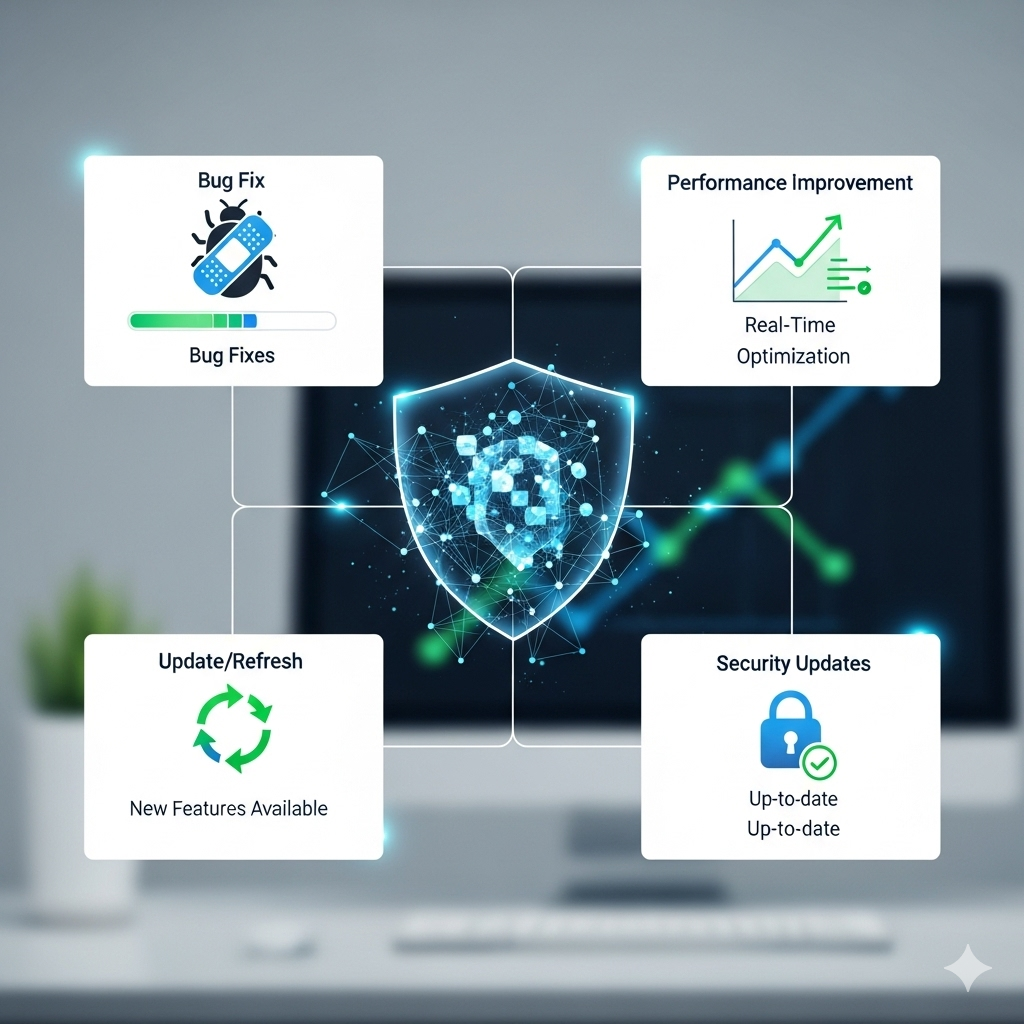 Bug Fix
Bug Fixes
Performance Improvement
Real-Time
Optimization
Update/Refresh
New Features Available
Security Updates
Up-to-date
Up-to-date